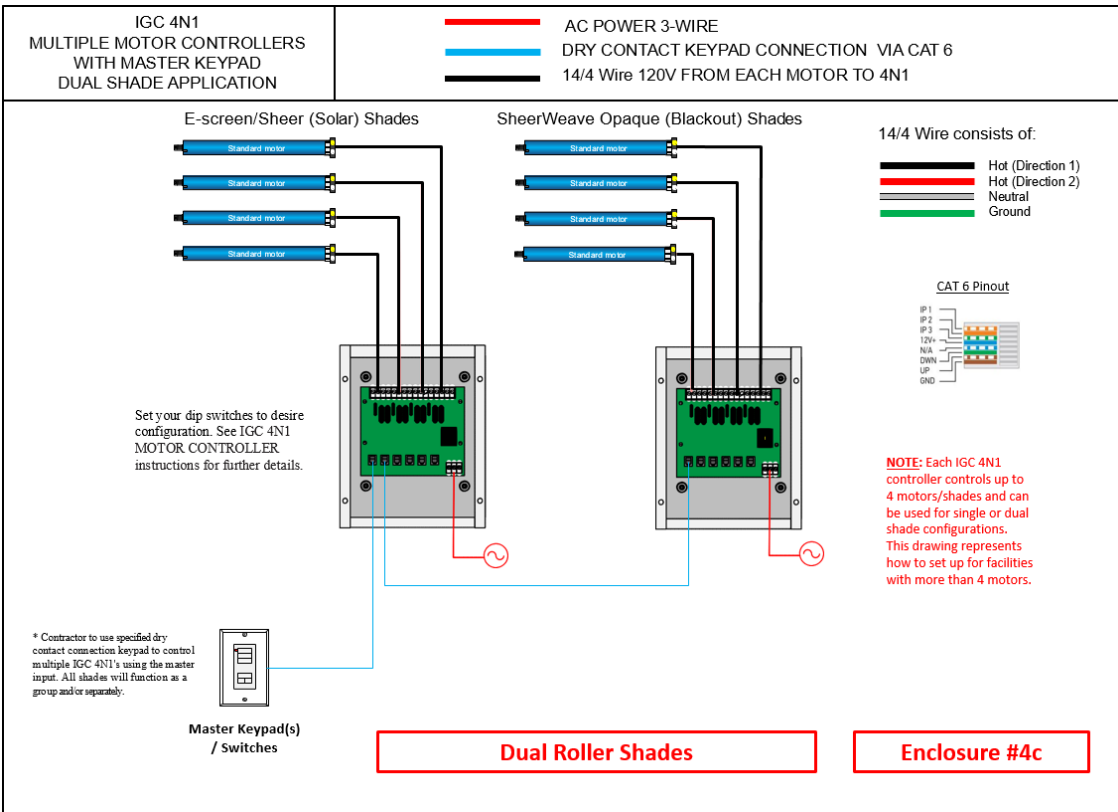 IGC 4N1
MULTIPLE MOTOR CONTROLLERS
WITH MASTER KEYPAD
DUAL SHADE APPLICATION
AC POWER 3-WIRE
DRY CONTACT KEYPAD CONNECTION VIA CAT 6
14/4 Wire 120V FROM EACH MOTOR TO 4N1
E-screen/Sheer (Solar) Shades
Standard motor
Standard motor
Standard motor
Standard motor
SheerWeave Opaque (Blackout) Shades
Standard motor
Standard motor
Standard motor
Standard motor
14/4 Wire consists of:
Hot (Direction 1)
Hot (Direction 2)
Neutral
Ground
CAT 6 Pinout
IP 1
IP 2
IP 3
12V+
N/A
DWN
UP
GND
Set your dip switches to desire
configuration. See IGC 4N1
MOTOR CONTROLLER
instructions for further details.
NOTE: Each IGC 4N1
controller controls up to
4 motors/shades and can
be used for single or dual
shade configurations.
This drawing represents
how to set up for facilities
with more than 4 motors.
* Contractor to use specified dry
contact connection keypad to control
multiple IGC 4N1's using the master
input. All shades will function as a
group and/or separately.
Master Keypad(s)
/ Switches
Dual Roller Shades
Enclosure #4c